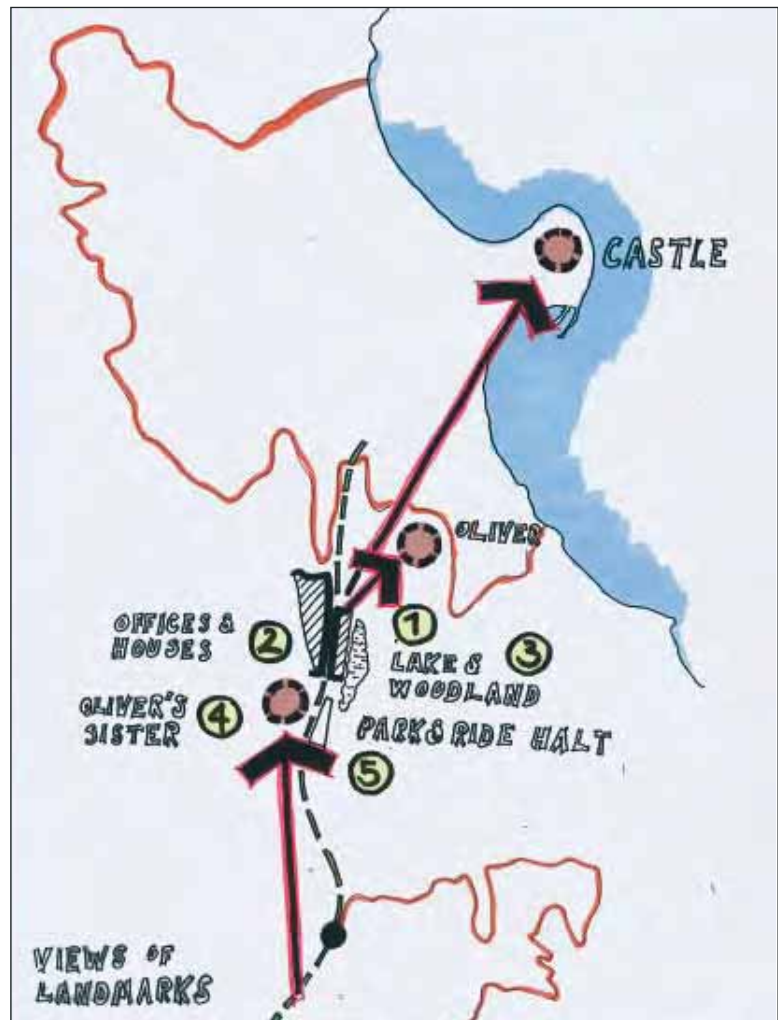 CASTLE
OLIVER
OFFICES &
HOUSES
2
1
3
LAKE &
WOODLAND
OLIVER'S
SISTER
4
PARK & RIDE HALT
5
VIEWS OF
LANDMARKS